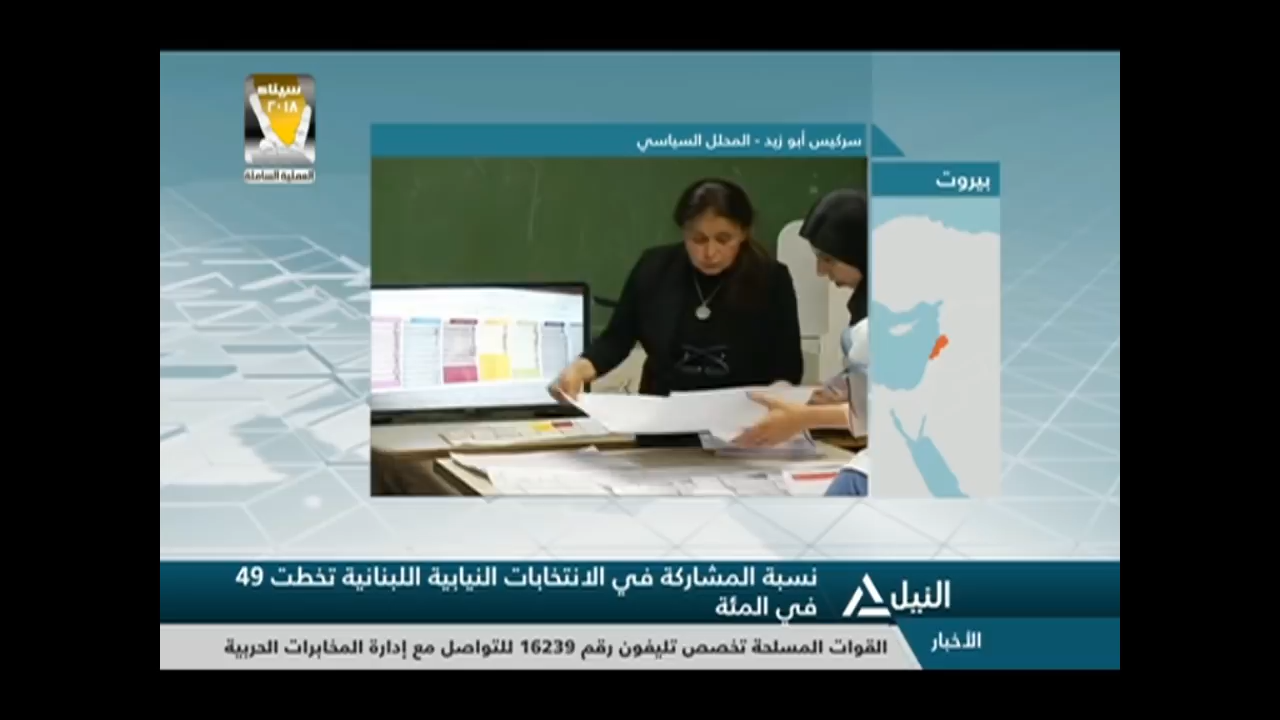 سيناء
٢٠١٨
العملية الشاملة
سركيس أبو زيد - المحلل السياسي
بيروت
نسبة المشاركة في الانتخابات النيابية اللبنانية تخطت 49
في المئة
النيل
الأخبار
القوات المسلحة تخصص تليفون رقم 16239 للتواصل مع إدارة المخابرات الحربية